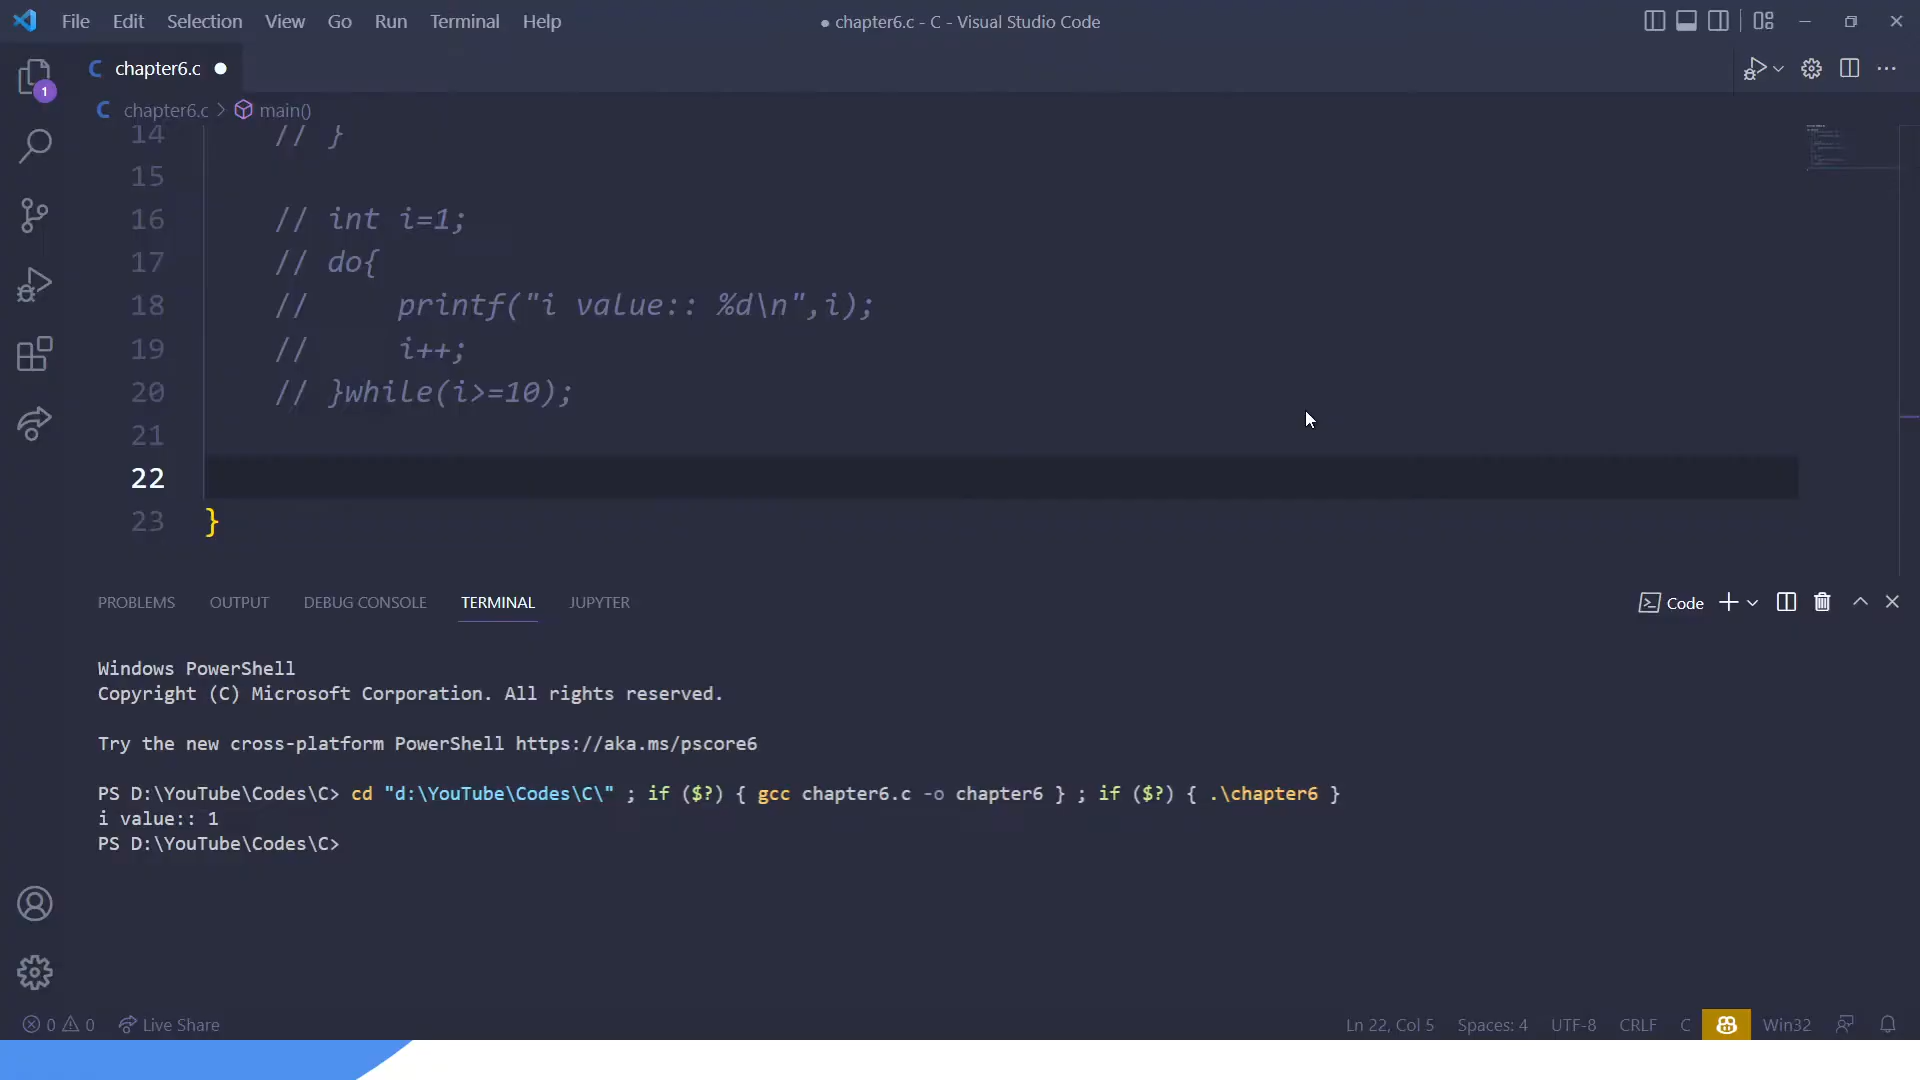 File Edit Selection View Go Run Terminal Help ● chapter6.c - C - Visual Studio Code
C chapter6.c ●
C chapter6.c > main()
1
14 // }
15
16 // int i=1;
17 // do{
18 //     printf("i value:: %d\n",i);
19 //     i++;
20 // }while(i>=10);
21
22
23 }
PROBLEMS OUTPUT DEBUG CONSOLE TERMINAL JUPYTER Code
Windows PowerShell
Copyright (C) Microsoft Corporation. All rights reserved.
Try the new cross-platform PowerShell https://aka.ms/pscore6
PS D:\YouTube\Codes\C> cd "d:\YouTube\Codes\C\" ; if ($?) { gcc chapter6.c -o chapter6 } ; if ($?) { .\chapter6 }
i value:: 1
PS D:\YouTube\Codes\C>
0 0 Live Share Ln 22, Col 5 Spaces: 4 UTF-8 CRLF C Win32